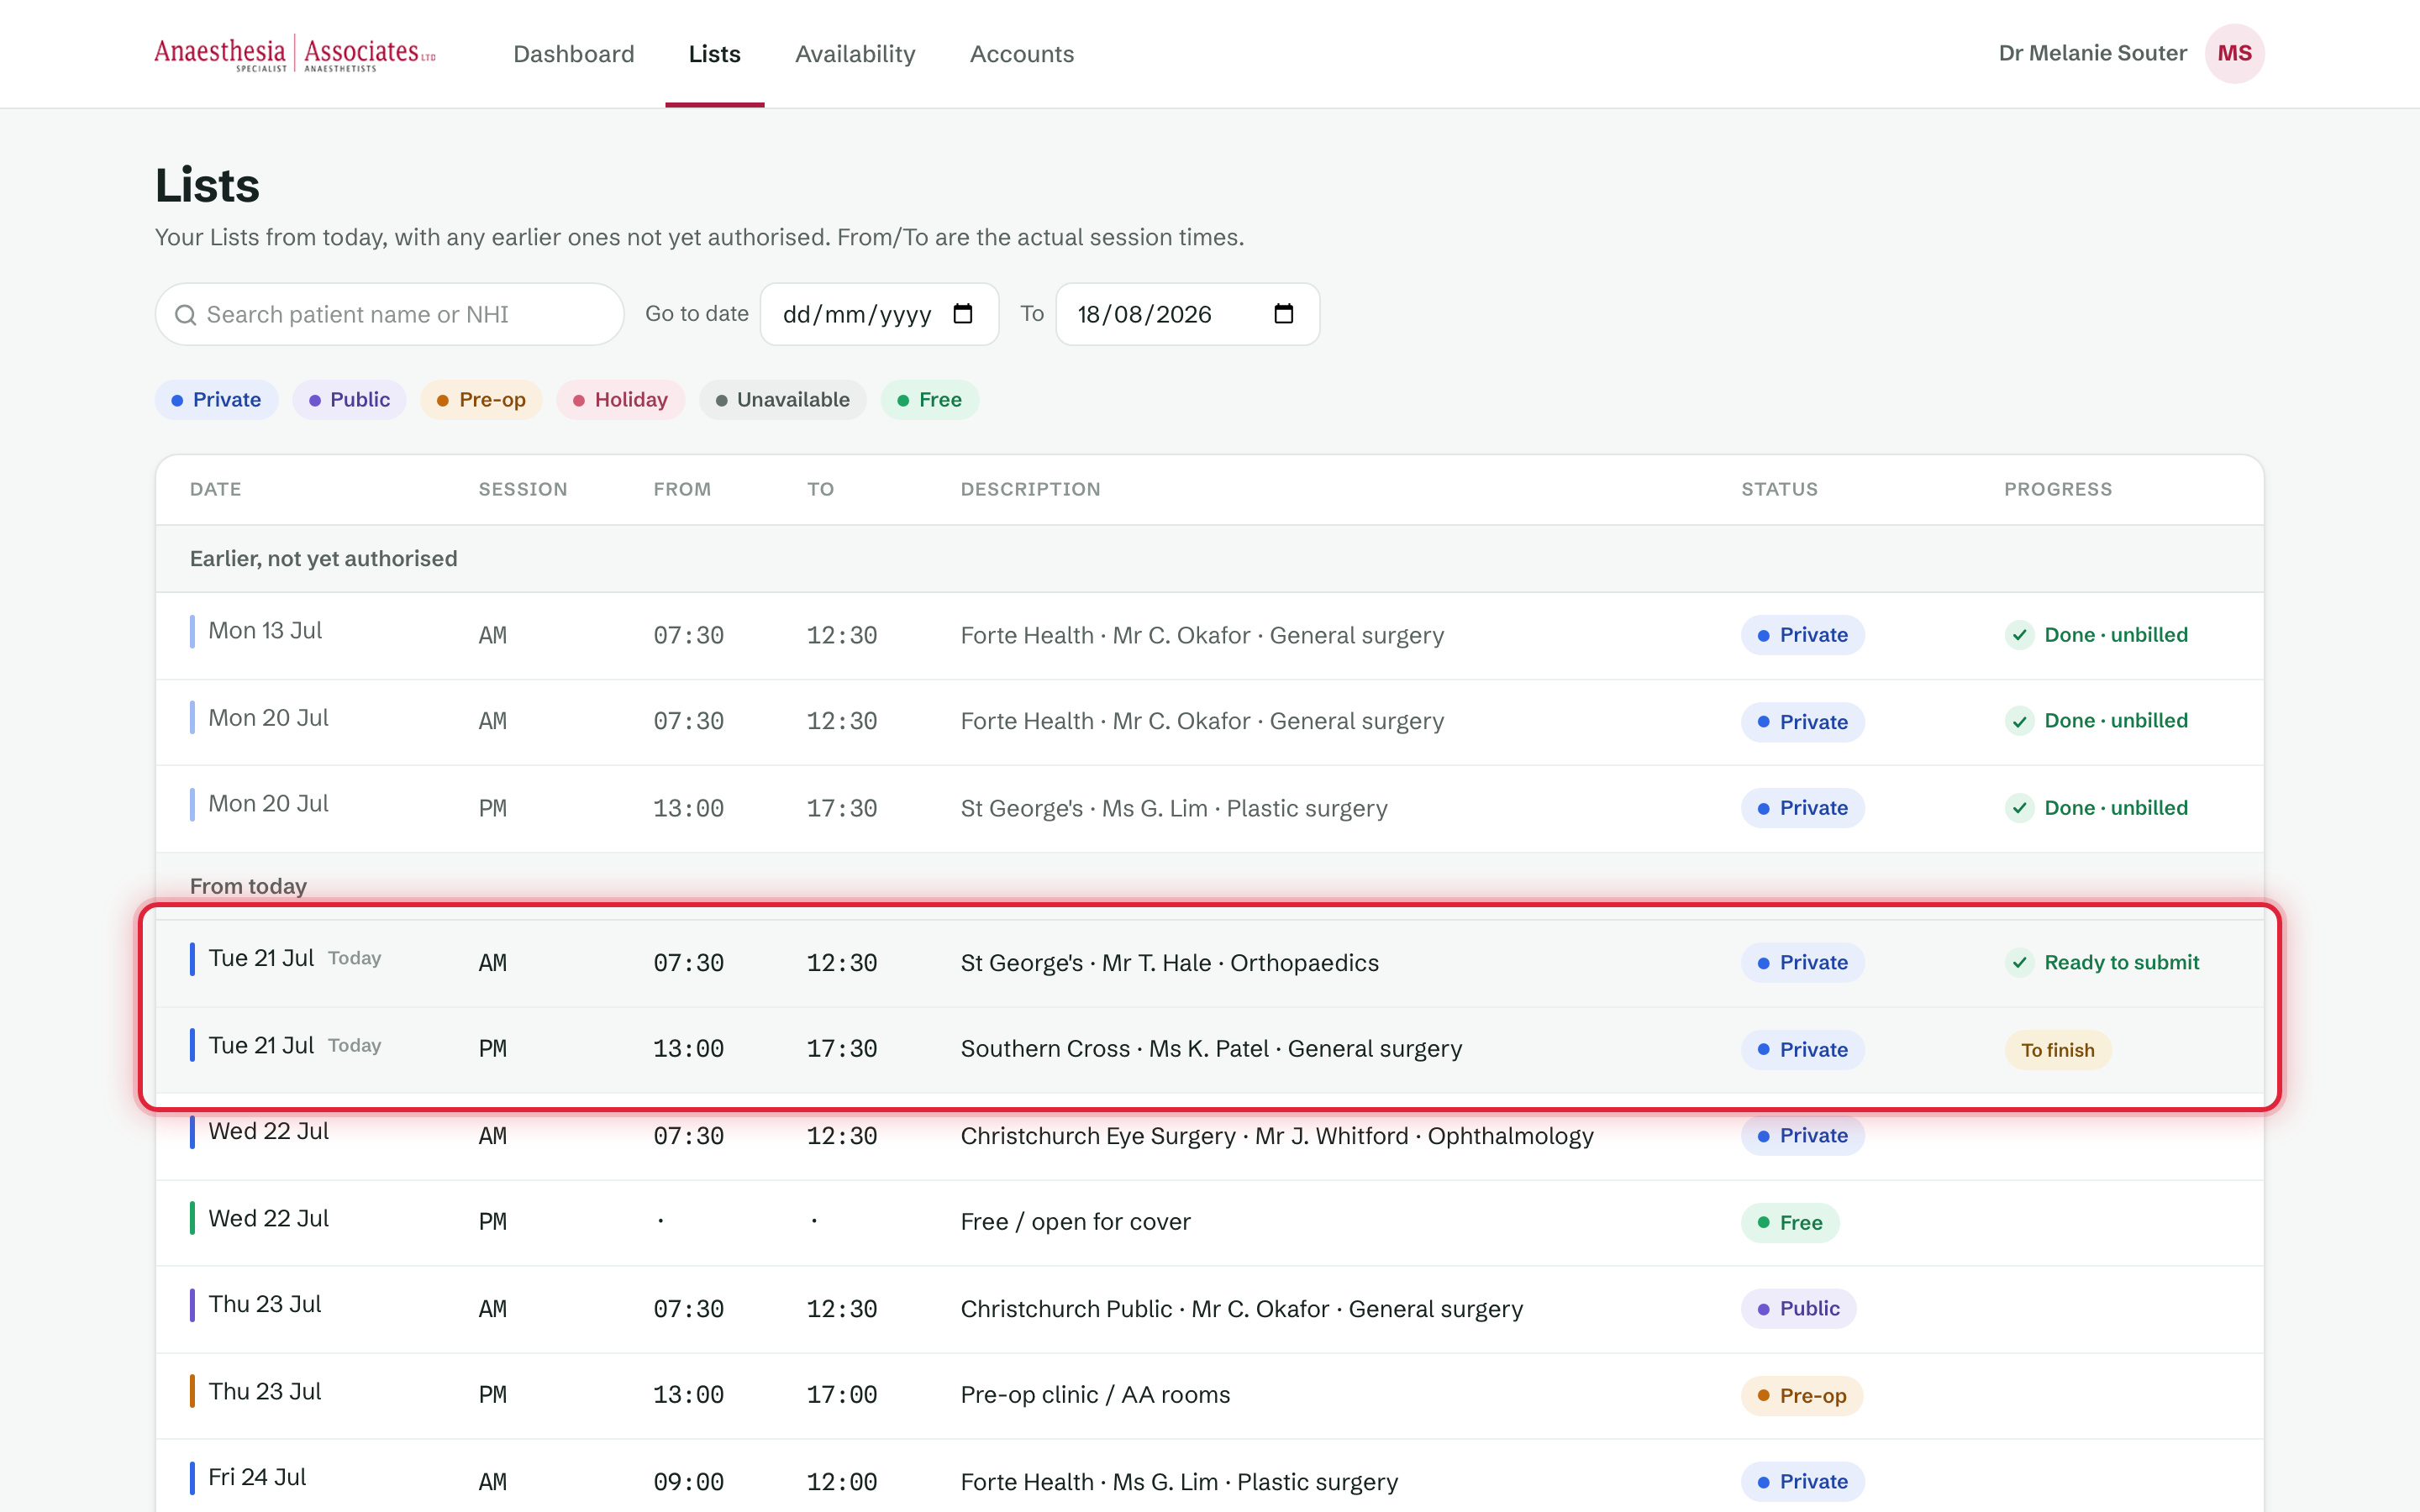 Anaesthesia Associates LTD
SPECIALIST ANAESTHETISTS
Dashboard Lists Availability Accounts
Dr Melanie Souter MS
Lists
Your Lists from today, with any earlier ones not yet authorised. From/To are the actual session times.
Search patient name or NHI Go to date dd/mm/yyyy To 18/08/2026
Private Public Pre-op Holiday Unavailable Free
DATE SESSION FROM TO DESCRIPTION STATUS PROGRESS
Earlier, not yet authorised
Mon 13 Jul AM 07:30 12:30 Forte Health · Mr C. Okafor · General surgery Private Done · unbilled
Mon 20 Jul AM 07:30 12:30 Forte Health · Mr C. Okafor · General surgery Private Done · unbilled
Mon 20 Jul PM 13:00 17:30 St George's · Ms G. Lim · Plastic surgery Private Done · unbilled
From today
Tue 21 Jul Today AM 07:30 12:30 St George's · Mr T. Hale · Orthopaedics Private Ready to submit
Tue 21 Jul Today PM 13:00 17:30 Southern Cross · Ms K. Patel · General surgery Private To finish
Wed 22 Jul AM 07:30 12:30 Christchurch Eye Surgery · Mr J. Whitford · Ophthalmology Private
Wed 22 Jul PM · · Free / open for cover Free
Thu 23 Jul AM 07:30 12:30 Christchurch Public · Mr C. Okafor · General surgery Public
Thu 23 Jul PM 13:00 17:00 Pre-op clinic / AA rooms Pre-op
Fri 24 Jul AM 09:00 12:00 Forte Health · Ms G. Lim · Plastic surgery Private